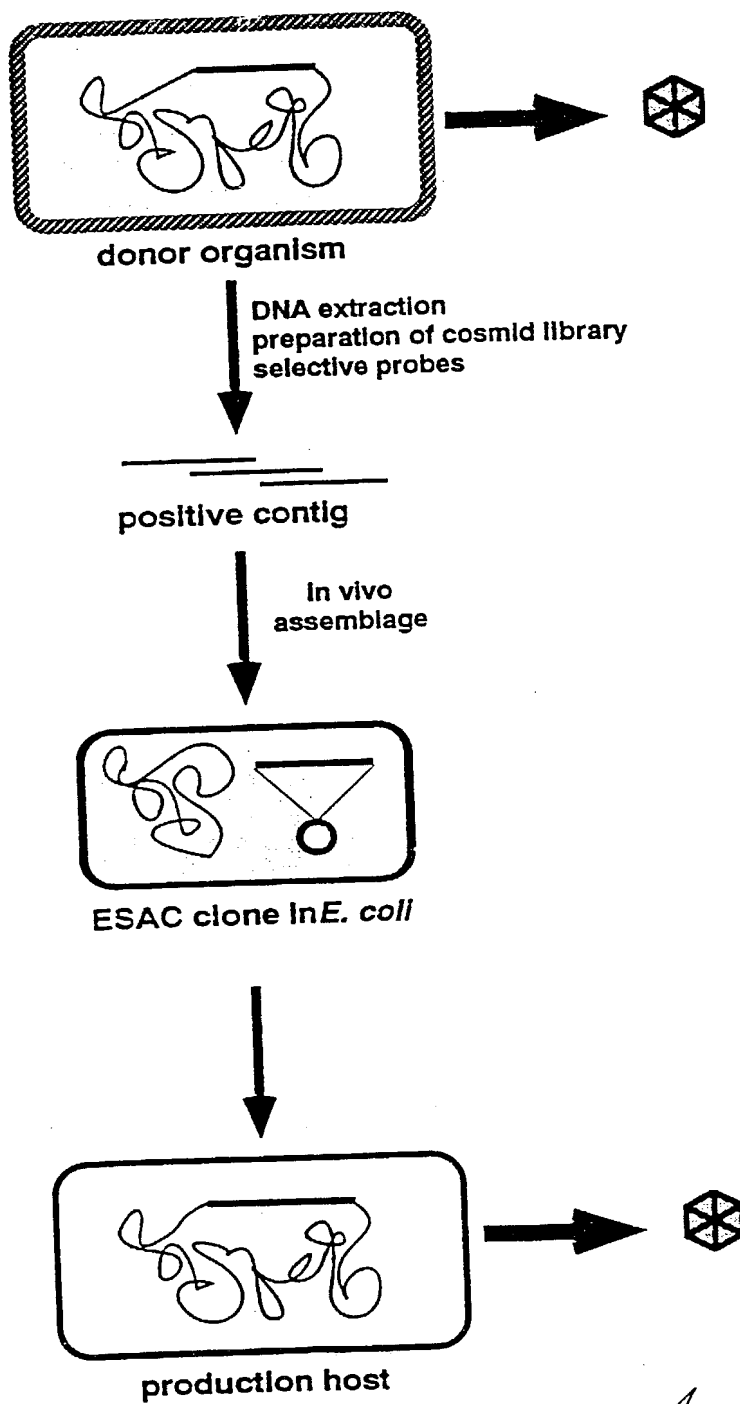 donor organism
DNA extraction
preparation of cosmid library
selective probes
positive contig
in vivo
assemblage
ESAC clone in E. coli
production host